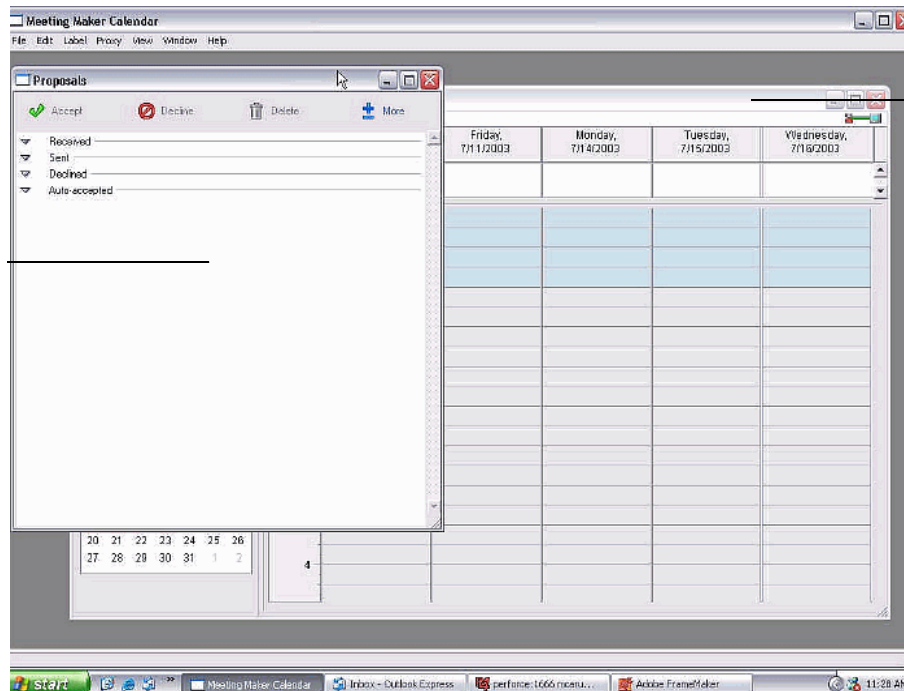 Meeting Maker Calendar
File Edit Label Proxy View Window Help
Proposals
Accept Decline Delete More
Received
Sent
Declined
Auto-accepted
Friday, 7/11/2003
Monday, 7/14/2003
Tuesday, 7/15/2003
Wednesday, 7/16/2003
20 21 22 23 24 25 26
27 28 29 30 31 1 2
4
start
Meeting Maker Calendar
Inbox - Outlook Express
perforce:1666
Adobe FrameMaker
11:28 AM